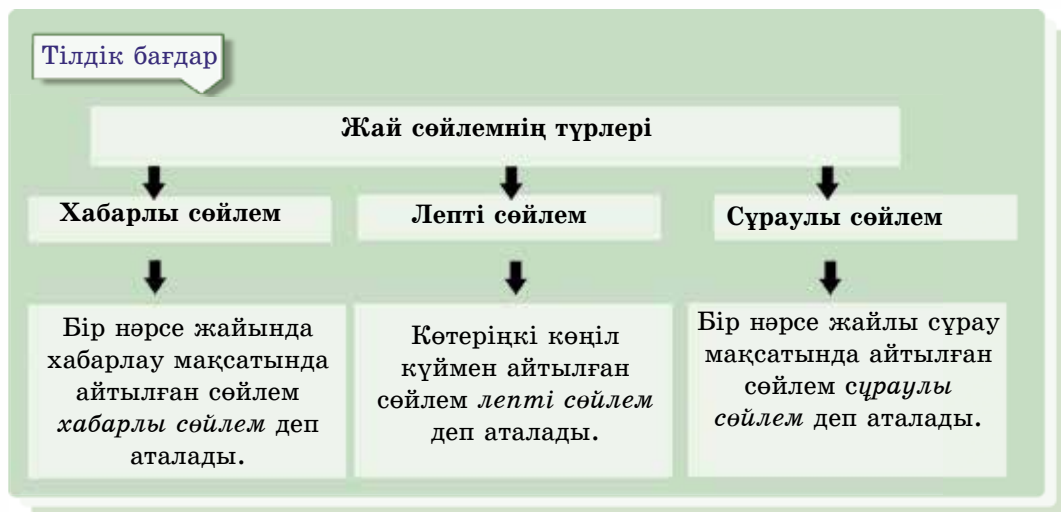 Тілдік бағдар
Жай сөйлемнің түрлері
Хабарлы сөйлем
Лепті сөйлем
Сұраулы сөйлем
Бір нәрсе жайында
хабарлау мақсатында
айтылған сөйлем
хабарлы сөйлем деп
аталады.
Көтеріңкі көңіл
күймен айтылған
сөйлем лепті сөйлем
деп аталады.
Бір нәрсе жайлы сұрау
мақсатында айтылған
сөйлем сұраулы
сөйлем деп аталады.